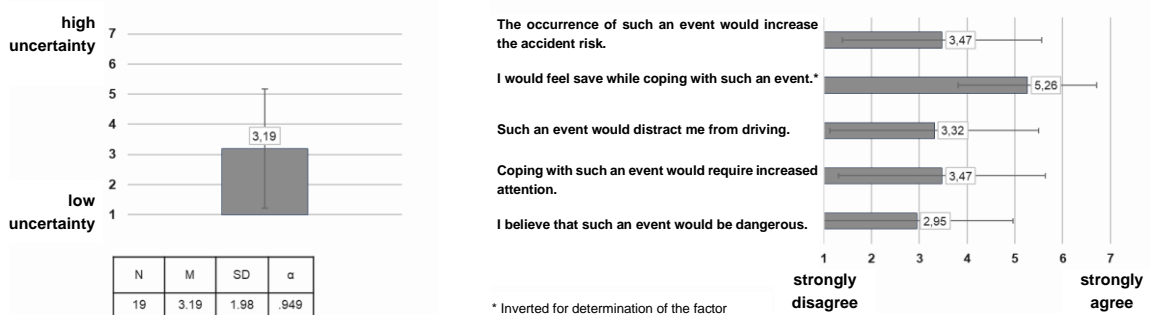 high
uncertainty
7
6
5
4
3
2
1
3,19
low
uncertainty
N M SD α
19 3.19 1.98 .949
The occurrence of such an event would increase
the accident risk.
3,47
I would feel save while coping with such an event.*
5,26
Such an event would distract me from driving.
3,32
Coping with such an event would require increased
attention.
3,47
I believe that such an event would be dangerous.
2,95
1 2 3 4 5 6 7
strongly
disagree
strongly
agree
* Inverted for determination of the factor